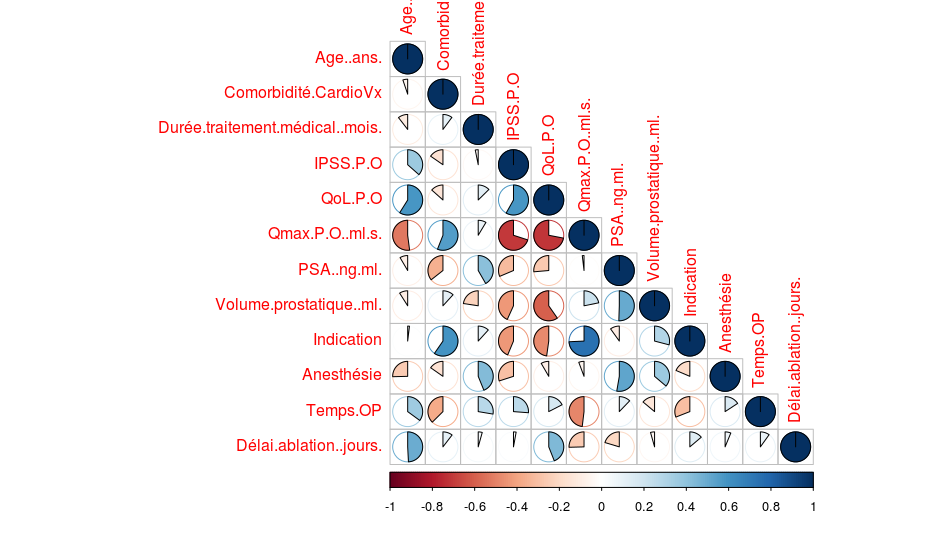 Age..
Comorbid
Durée.traiteme
IPSS.P.O
QoL.P.O
Qmax.P.O..ml.s.
PSA..ng.ml.
Volume.prostatique..ml.
Indication
Anesthésie
Temps.OP
Délai.ablation..jours.
Age..ans.
Comorbidité.CardioVx
Durée.traitement.médical..mois.
IPSS.P.O
QoL.P.O
Qmax.P.O..ml.s.
PSA..ng.ml.
Volume.prostatique..ml.
Indication
Anesthésie
Temps.OP
Délai.ablation..jours.
-1 -0.8 -0.6 -0.4 -0.2 0 0.2 0.4 0.6 0.8 1